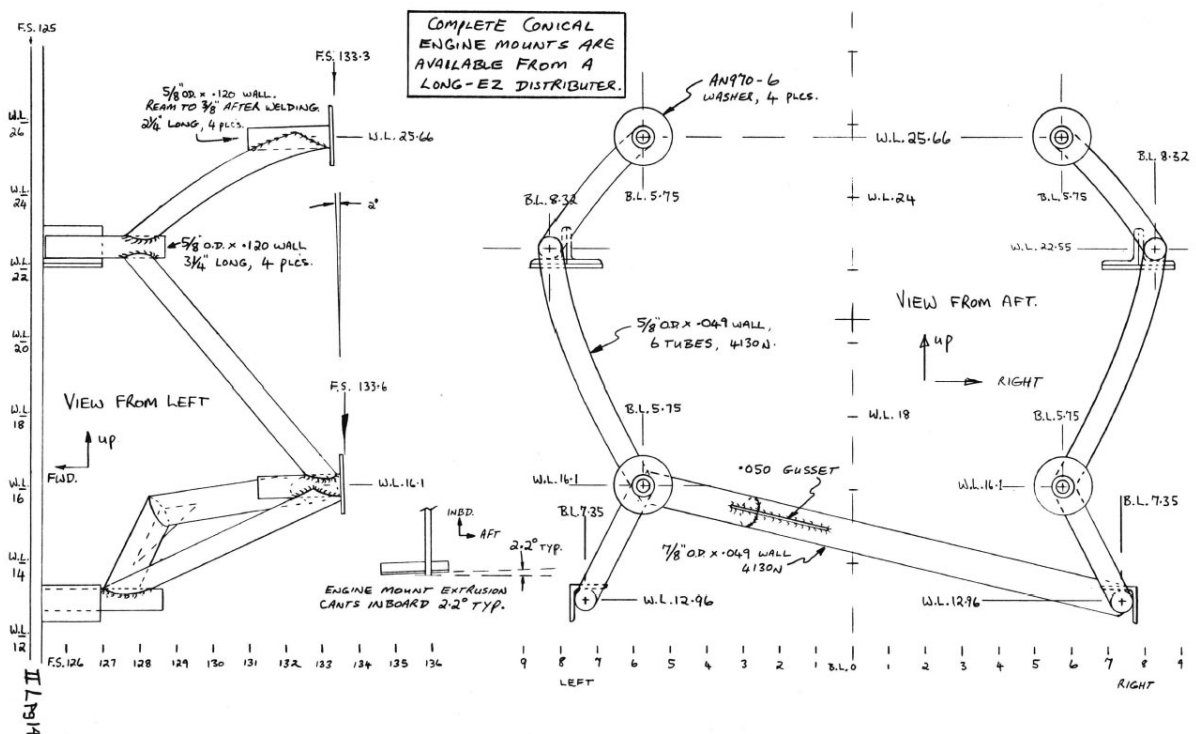 F.S. 125
COMPLETE CONICAL
ENGINE MOUNTS ARE
AVAILABLE FROM A
LONG-EZ DISTRIBUTER.
F.S. 133.3
5/8" OD. x .120 WALL.
REAM TO 3/8" AFTER WELDING.
2 1/4" LONG, 4 PLC'S.
AN970-6
WASHER, 4 PLCS.
W.L. 26
W.L. 25.66
W.L. 25.66
B.L. 8.32
W.L. 24
2°
B.L. 8.32
B.L. 5.75
W.L. 24
B.L. 5.75
5/8" O.D. x .120 WALL
3 1/4" LONG, 4 PLC'S.
W.L. 22
W.L. 22.55
VIEW FROM AFT.
W.L. 20
5/8" O.D. x .049 WALL,
6 TUBES, 4130N.
UP
RIGHT
F.S. 133.6
VIEW FROM LEFT
W.L. 18
B.L. 5.75
W.L. 18
B.L. 5.75
UP
FWD.
.050 GUSSET
W.L. 16
W.L. 16.1
W.L. 16.1
W.L. 16.1
B.L. 7.35
B.L. 7.35
INBD.
AFT
2.2° TYP.
7/8" O.D. x .049 WALL
4130N
W.L. 14
ENGINE MOUNT EXTRUSION
CANTS INBOARD 2.2° TYP.
W.L. 12.96
W.L. 12.96
W.L. 12
F.S. 126 127 128 129 130 131 132 133 134 135 136
9 8 7 6 5 4 3 2 1 B.L. 0 1 2 3 4 5 6 7 8 9
LEFT
RIGHT